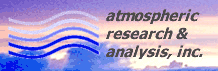 atmospheric
research &
analysis, inc.